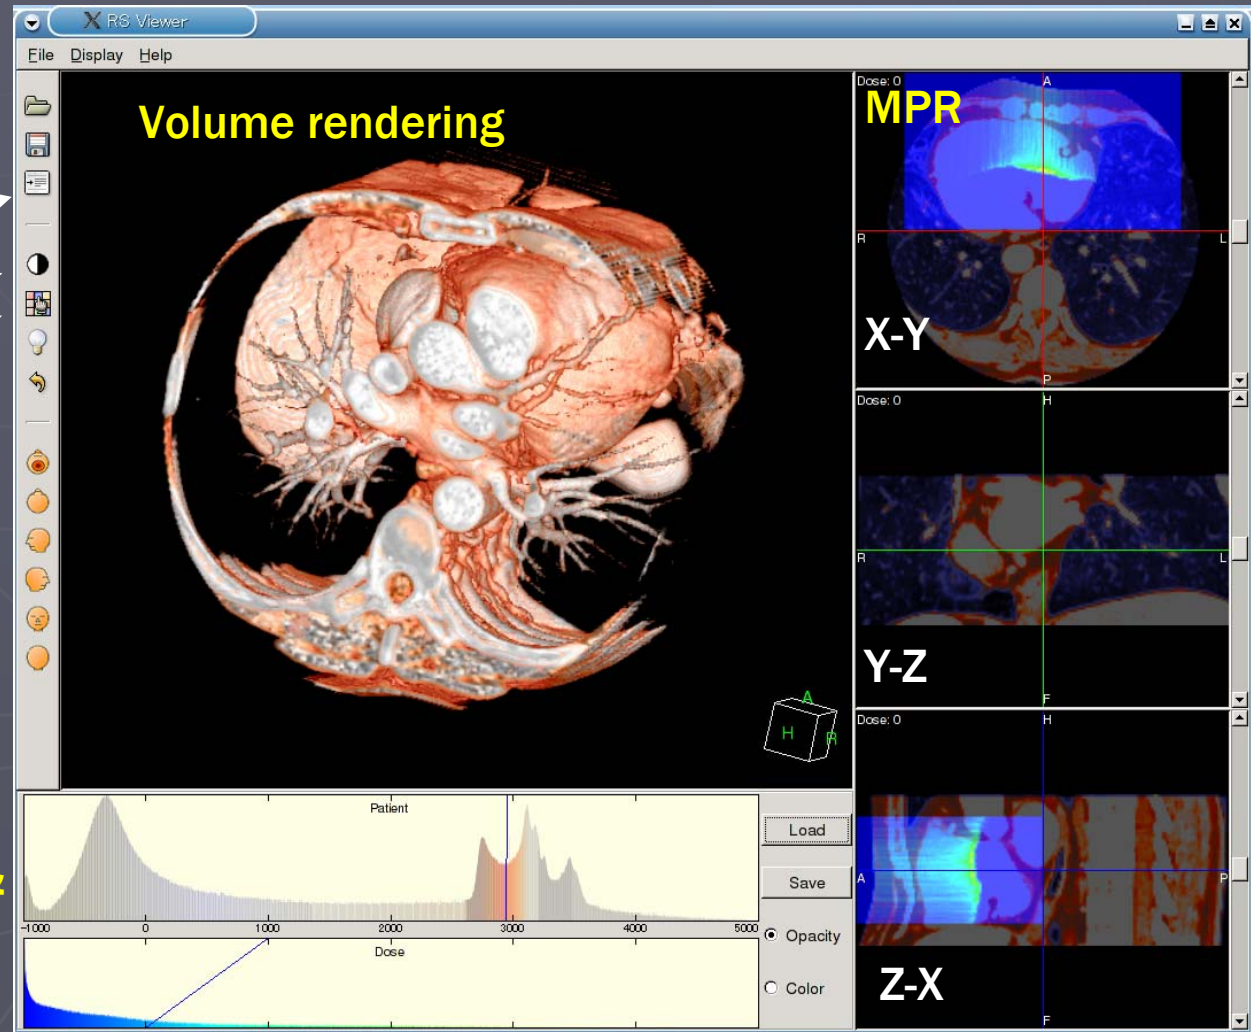 RS Viewer
File Display Help
Volume rendering
Dose: 0
A
MPR
R
L
X-Y
P
Dose: 0
H
R
L
Y-Z
F
A
H
R
Dose: 0
H
A
P
Z-X
F
Patient
-1000 0 1000 2000 3000 4000 5000
Dose
Load
Save
Opacity
Color
z